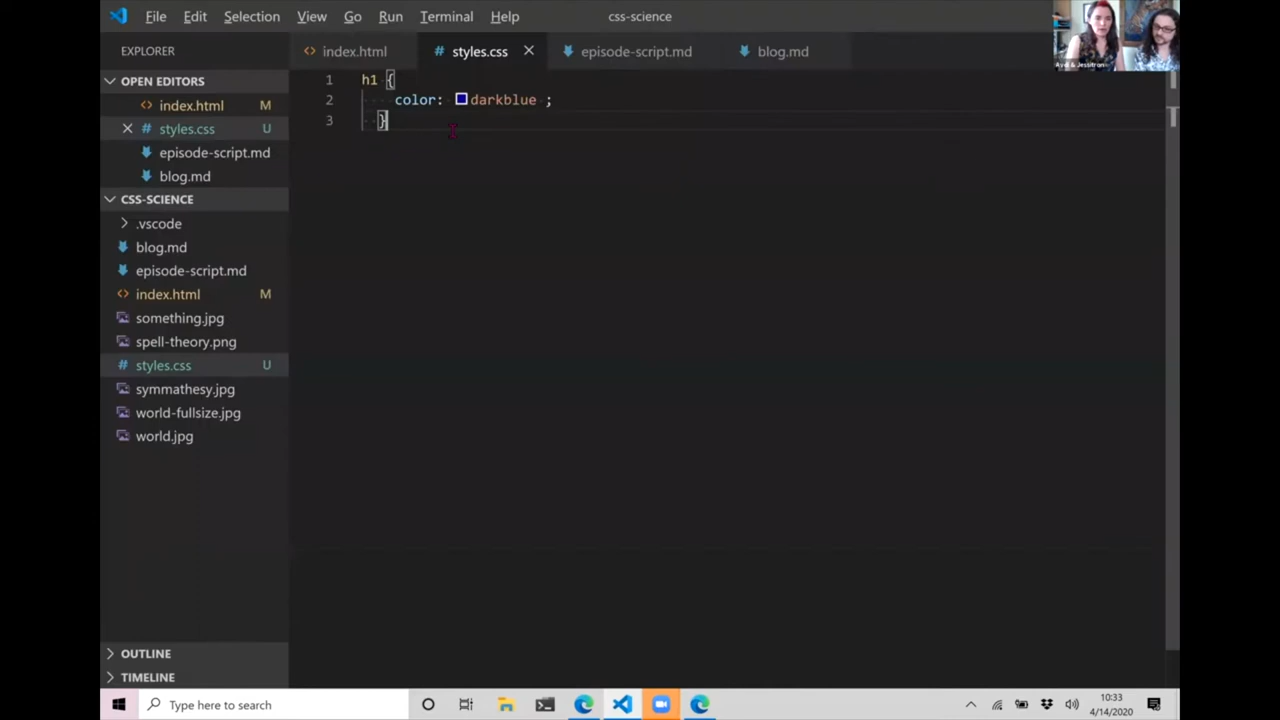 File Edit Selection View Go Run Terminal Help css-science
EXPLORER
OPEN EDITORS
index.html M
styles.css U
episode-script.md
blog.md
CSS-SCIENCE
.vscode
blog.md
episode-script.md
index.html M
something.jpg
spell-theory.png
styles.css U
symmathesy.jpg
world-fullsize.jpg
world.jpg
OUTLINE
TIMELINE
index.html styles.css episode-script.md blog.md
1 h1 {
2 color: darkblue ;
3 }
Avdi & Jessitron
Type here to search
10:33
4/14/2020